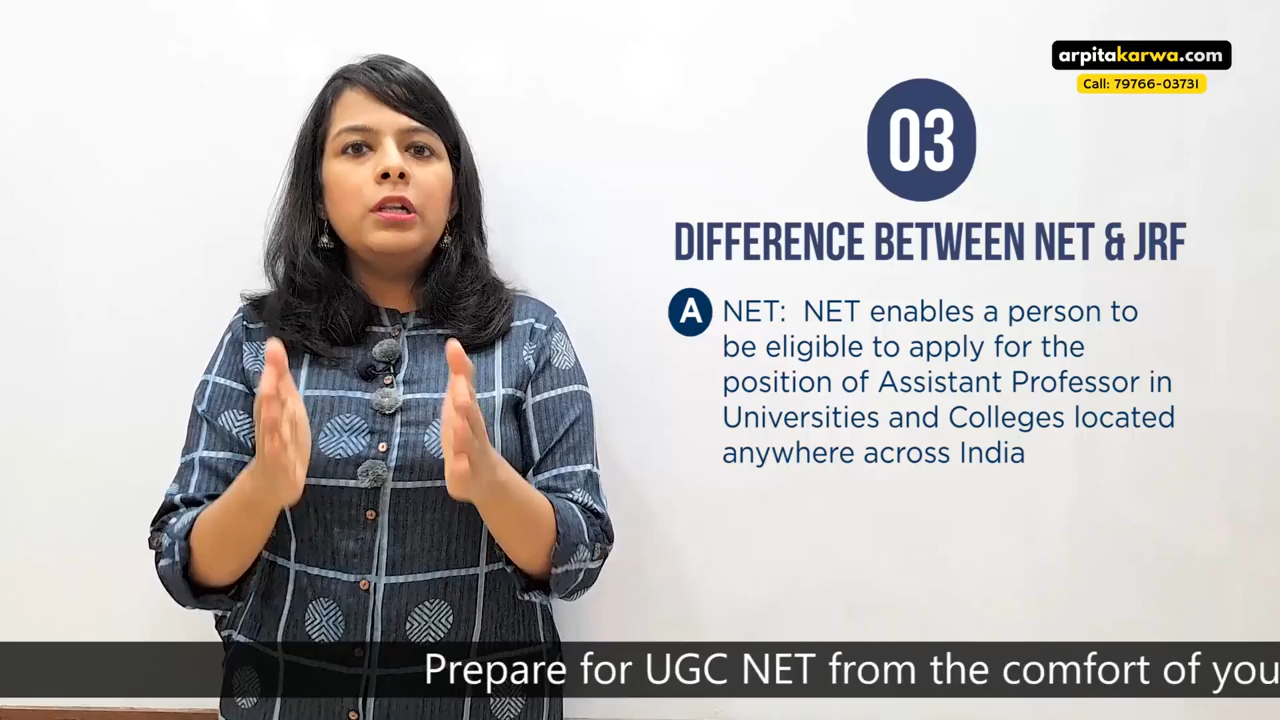 arpitakarwa.com
Call: 79766-03731
03
DIFFERENCE BETWEEN NET & JRF
A NET: NET enables a person to
be eligible to apply for the
position of Assistant Professor in
Universities and Colleges located
anywhere across India
Prepare for UGC NET from the comfort of you